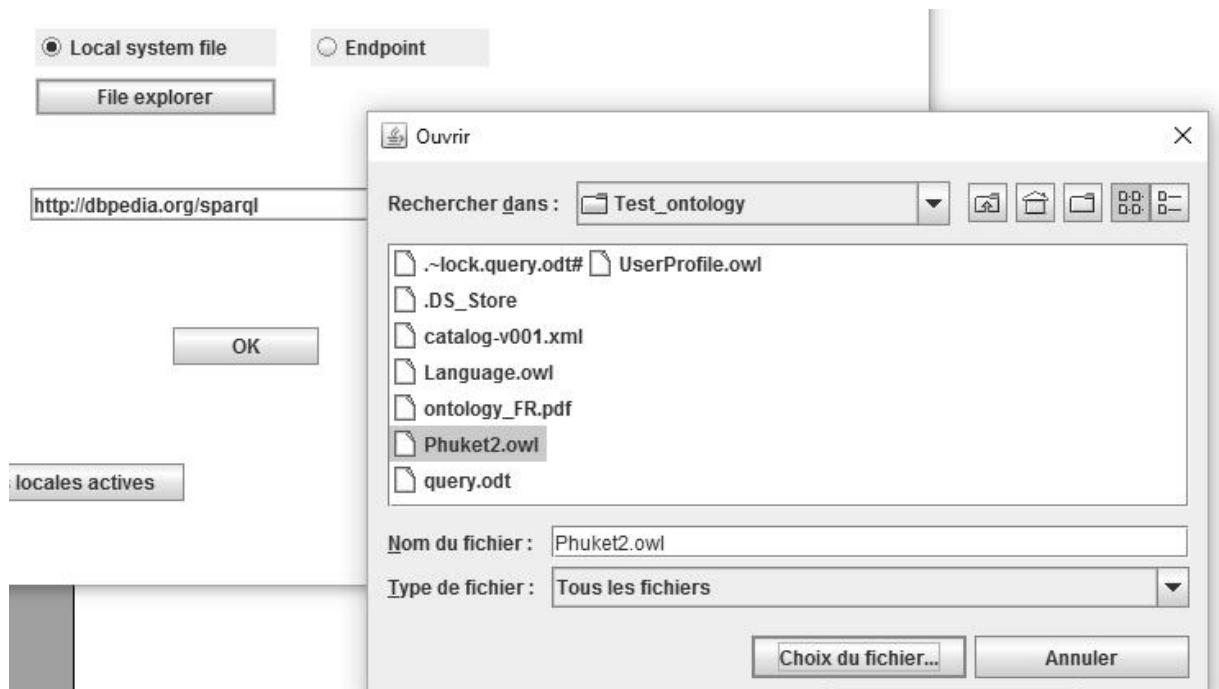 Local system file
Endpoint
File explorer
http://dbpedia.org/sparql
OK
locales actives
Ouvrir
Rechercher dans :
Test_ontology
.~lock.query.odt#
UserProfile.owl
.DS_Store
catalog-v001.xml
Language.owl
ontology_FR.pdf
Phuket2.owl
query.odt
Nom du fichier :
Phuket2.owl
Type de fichier :
Tous les fichiers
Choix du fichier...
Annuler